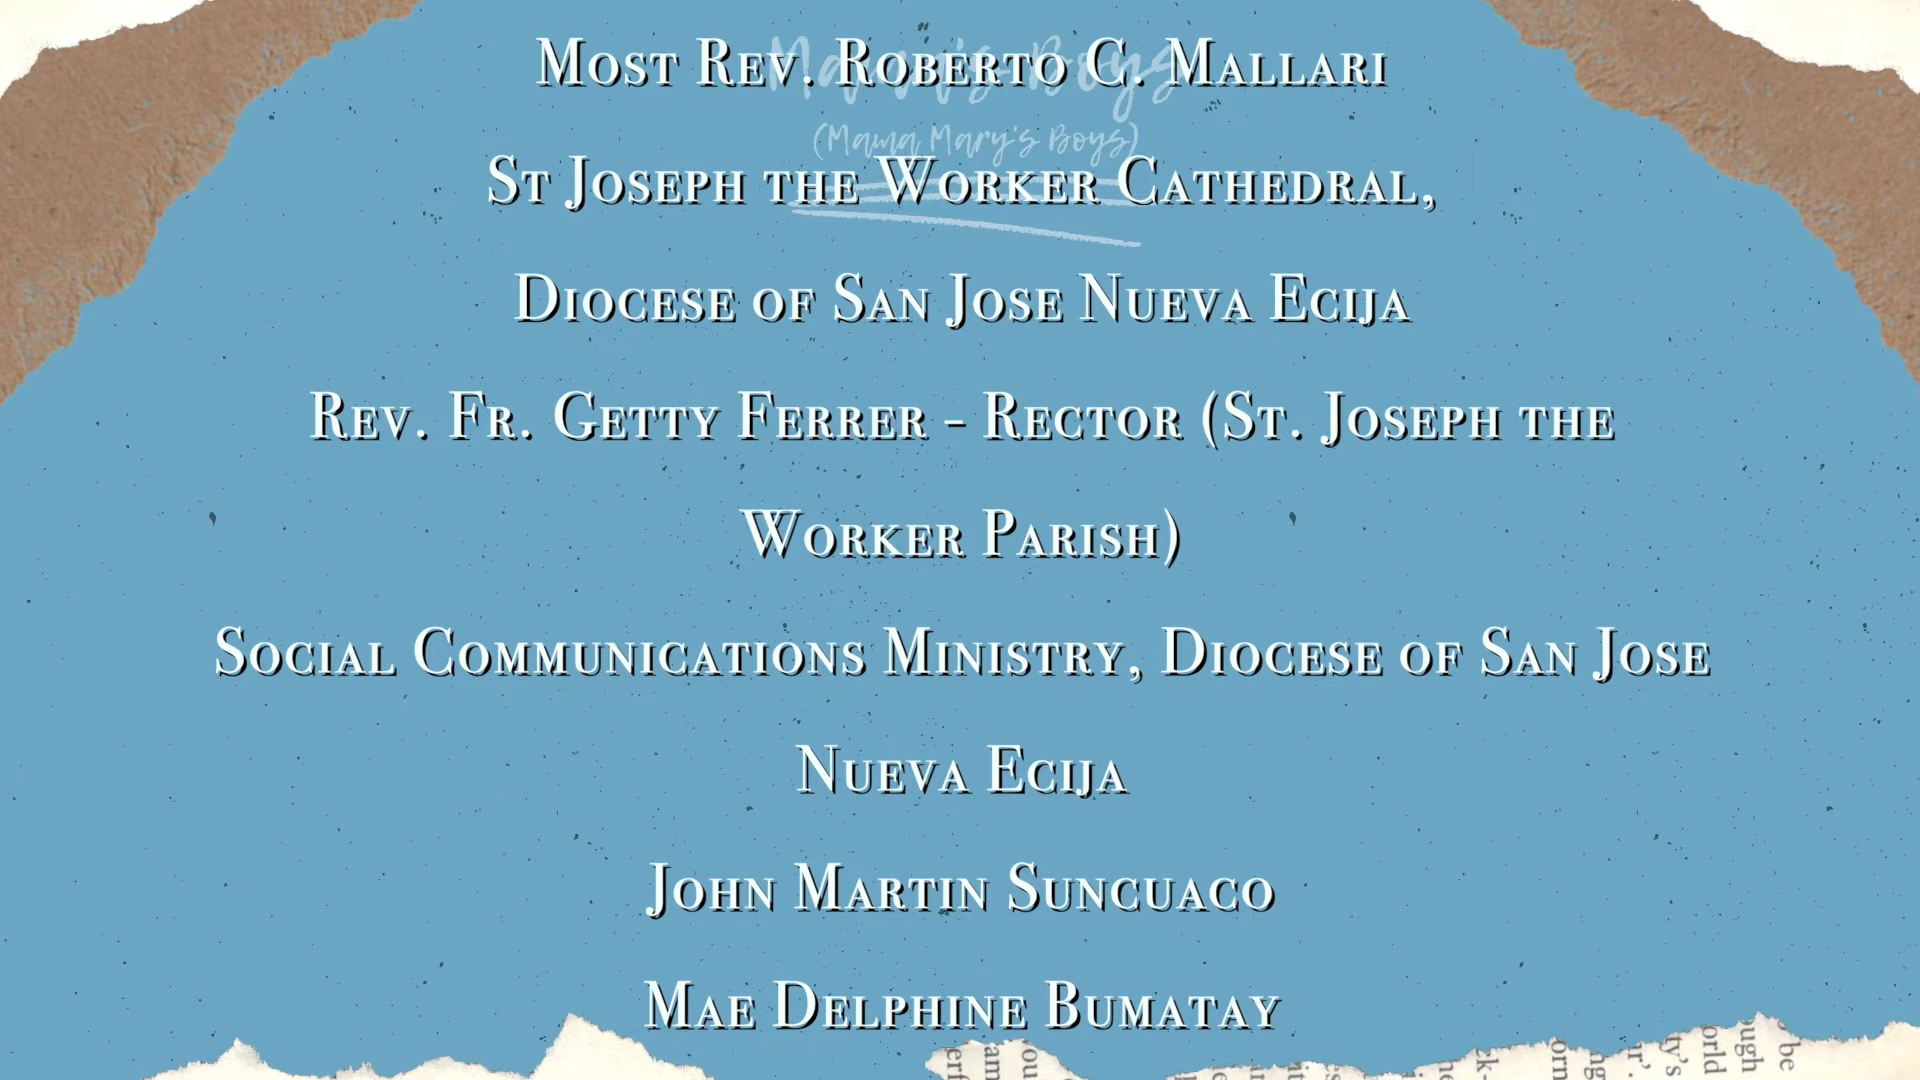 Most Rev. Roberto C. Mallari
Mama's Boys
(Mama Mary's Boys)
St Joseph the Worker Cathedral,
Diocese of San Jose Nueva Ecija
Rev. Fr. Getty Ferrer - Rector (St. Joseph the
Worker Parish)
Social Communications Ministry, Diocese of San Jose
Nueva Ecija
John Martin Suncuaco
Mae Delphine Bumatay